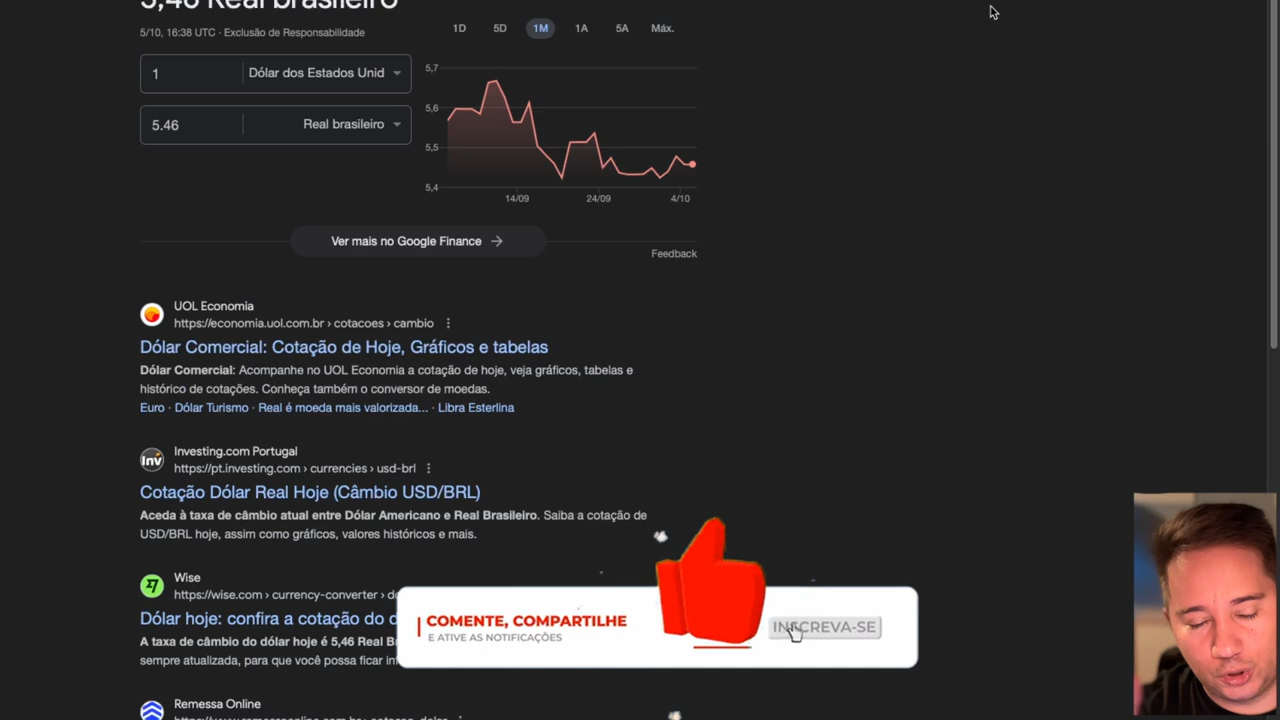 5,46 Real brasileiro
5/10, 16:38 UTC · Exclusão de Responsabilidade
1D 5D 1M 1A 5A Máx.
1 Dólar dos Estados Unid
5.46 Real brasileiro
5,7
5,6
5,5
5,4
14/09 24/09 4/10
Ver mais no Google Finance
Feedback
UOL Economia
https://economia.uol.com.br › cotacoes › cambio
Dólar Comercial: Cotação de Hoje, Gráficos e tabelas
Dólar Comercial: Acompanhe no UOL Economia a cotação de hoje, veja gráficos, tabelas e
histórico de cotações. Conheça também o conversor de moedas.
Euro · Dólar Turismo · Real é moeda mais valorizada... · Libra Esterlina
Inv
Investing.com Portugal
https://pt.investing.com › currencies › usd-brl
Cotação Dólar Real Hoje (Câmbio USD/BRL)
Aceda à taxa de câmbio atual entre Dólar Americano e Real Brasileiro. Saiba a cotação de
USD/BRL hoje, assim como gráficos, valores históricos e mais.
Wise
https://wise.com › currency-converter ›
Dólar hoje: confira a cotação do
A taxa de câmbio do dólar hoje é 5,46 Real
sempre atualizada, para que você possa ficar
COMENTE, COMPARTILHE
E ATIVE AS NOTIFICAÇÕES
INSCREVA-SE
Remessa Online